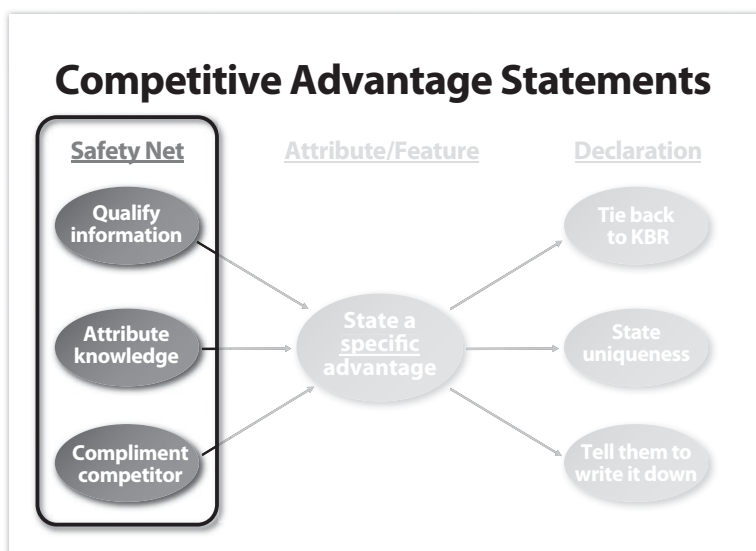 Competitive Advantage Statements
Safety Net
Attribute/Feature
Declaration
Qualify
information
Attribute
knowledge
Compliment
competitor
State a
specific
advantage
Tie back
to KBR
State
uniqueness
Tell them to
write it down